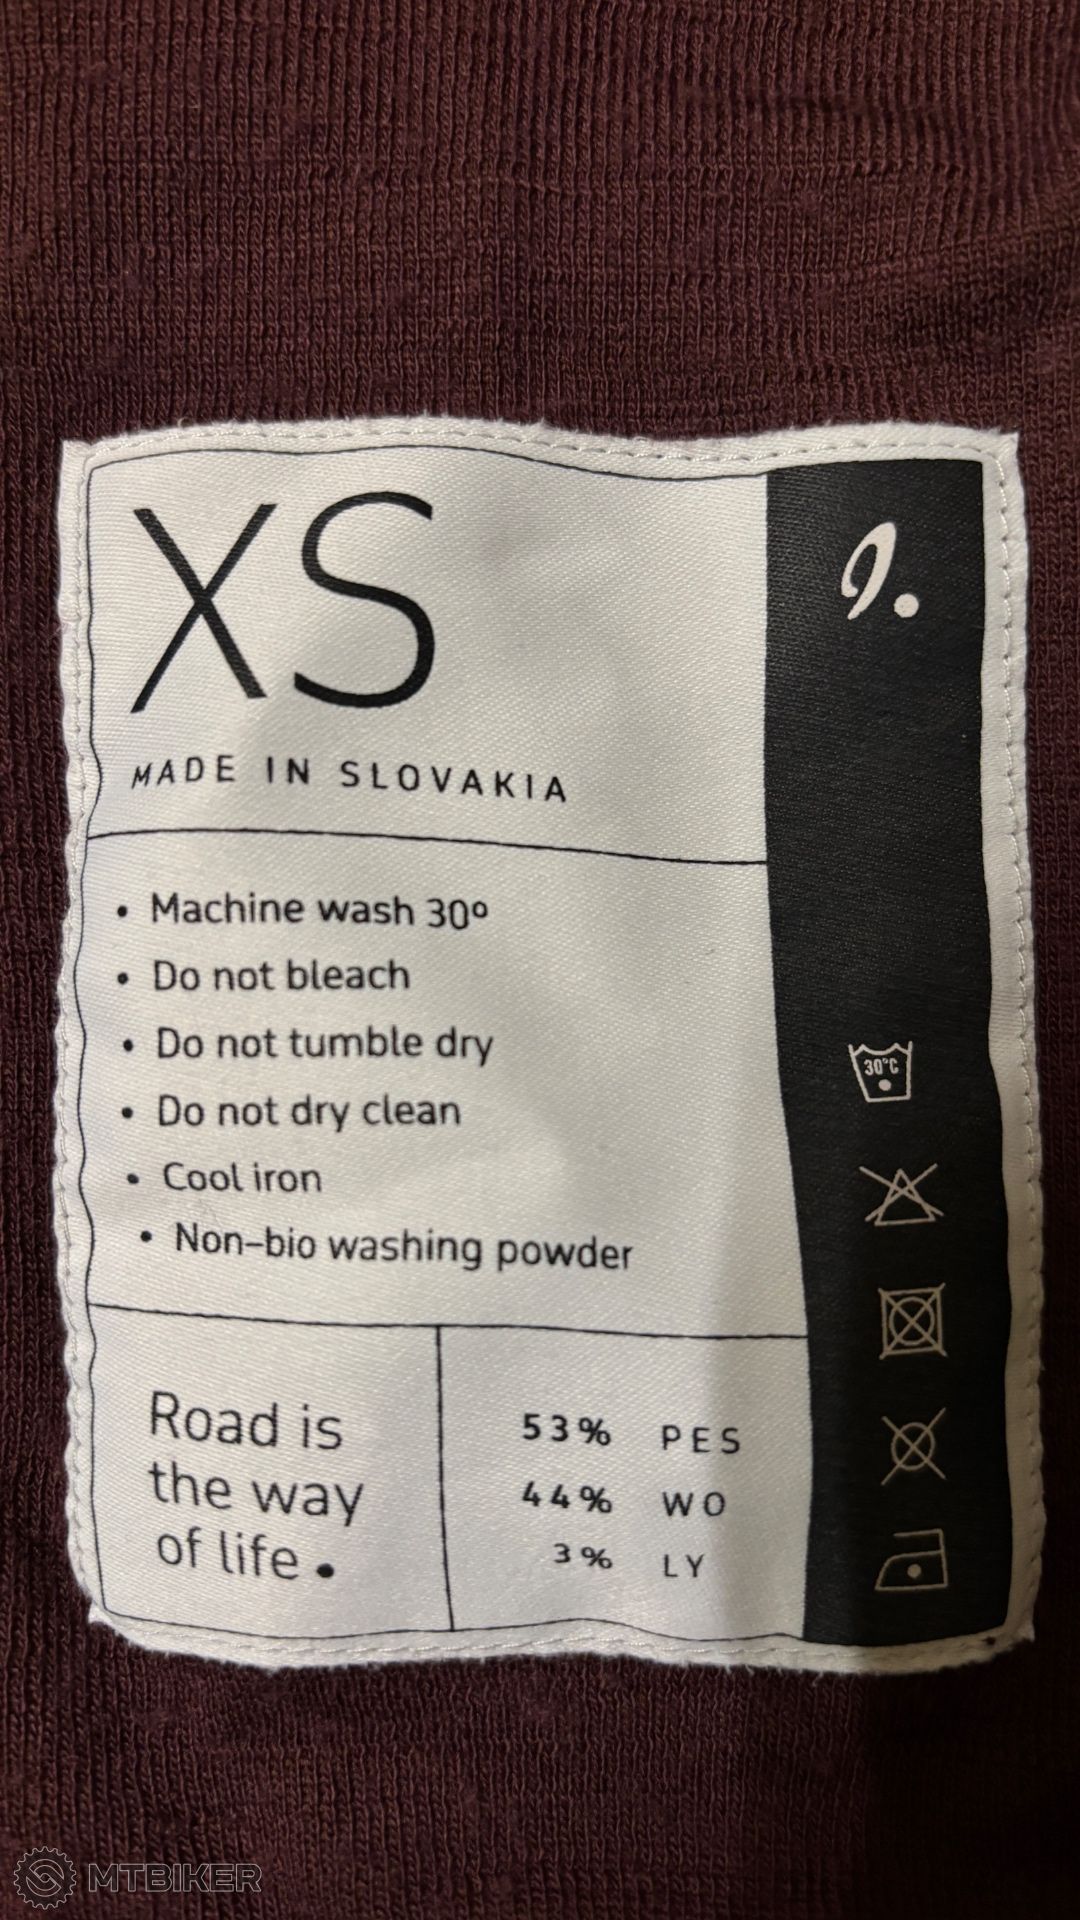 XS
MADE IN SLOVAKIA
• Machine wash 30º
• Do not bleach
• Do not tumble dry
• Do not dry clean
• Cool iron
• Non-bio washing powder
Road is
the way
of life.
53% PES
44% WO
3% LY
30°C
MTBIKER